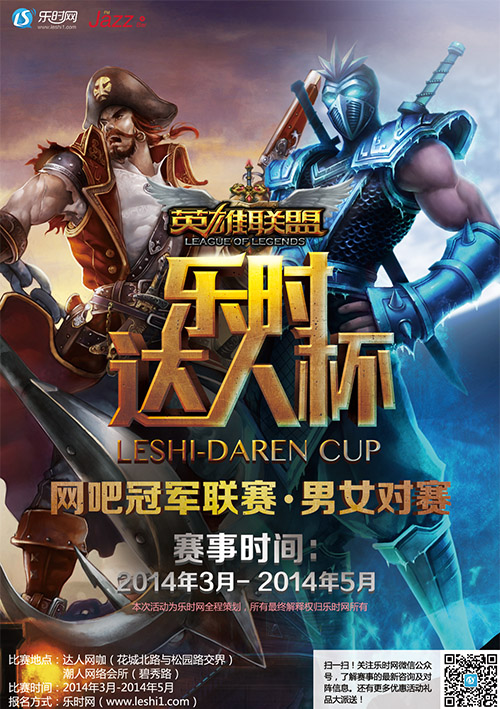 乐时网
www.leshi1.com
Jazz
英雄联盟
LEAGUE OF LEGENDS
乐时
达人杯
LESHI-DAREN CUP
网吧冠军联赛·男女对赛
赛事时间：
2014年3月- 2014年5月
本次活动为乐时网全程策划，所有最终解释权归乐时网所有
比赛地点：达人网咖（花城北路与松园路交界）
潮人网络会所（碧秀路）
比赛时间：2014年3月-2014年5月
报名方式：乐时网（www.leshi1.com）
扫一扫！关注乐时网微信公众
号，了解赛事的最新咨询及对
阵信息。还有更多优惠活动礼
品大派送！